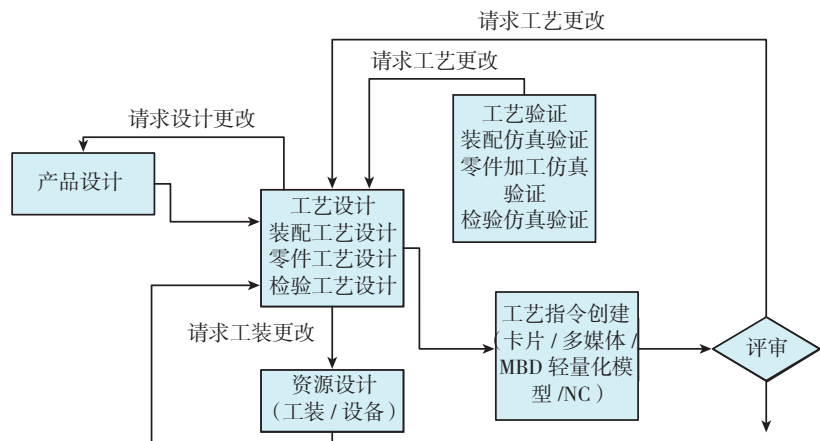 请求工艺更改
请求工艺更改
工艺验证
装配仿真验证
零件加工仿真
验证
检验仿真验证
请求设计更改
产品设计
工艺设计
装配工艺设计
零件工艺设计
检验工艺设计
请求工装更改
资源设计
（工装 / 设备）
工艺指令创建
（卡片 / 多媒体 /
MBD 轻量化模
型 /NC）
评审